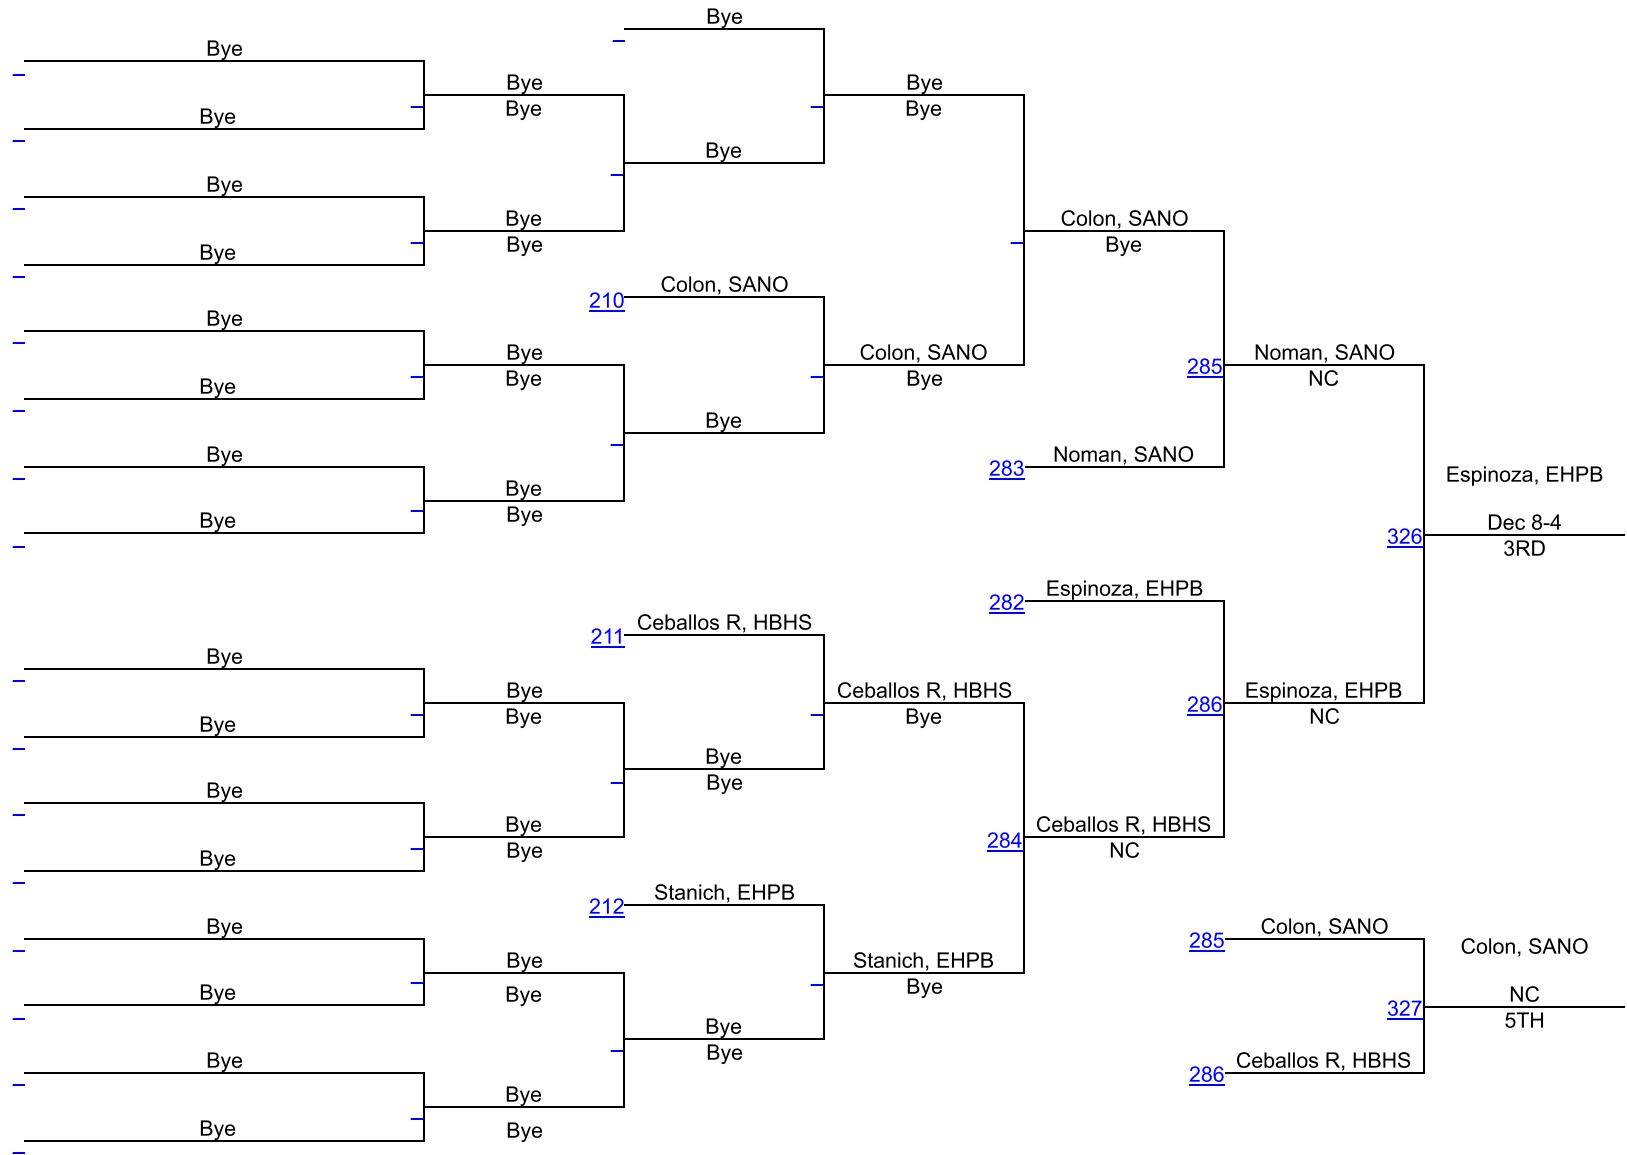 Bye
Bye
Bye
Bye
Bye
Bye
Bye
Bye
Bye
Bye
Bye
Bye
Bye
Colon, SANO
Bye
Bye
Colon, SANO
210
Bye
Bye
Colon, SANO
Noman, SANO
285
Bye
Bye
NC
Bye
Bye
Bye
Noman, SANO
283
Espinoza, EHPB
Bye
Bye
Bye
Dec 8-4
326
3RD
Espinoza, EHPB
282
Ceballos R, HBHS
211
Bye
Bye
Ceballos R, HBHS
Espinoza, EHPB
286
Bye
Bye
NC
Bye
Bye
Bye
Bye
Bye
Ceballos R, HBHS
284
Bye
NC
Bye
Stanich, EHPB
212
Bye
Colon, SANO
285
Colon, SANO
Bye
Stanich, EHPB
Bye
Bye
Bye
NC
327
Bye
5TH
Bye
Bye
Ceballos R, HBHS
286
Bye
Bye
Bye